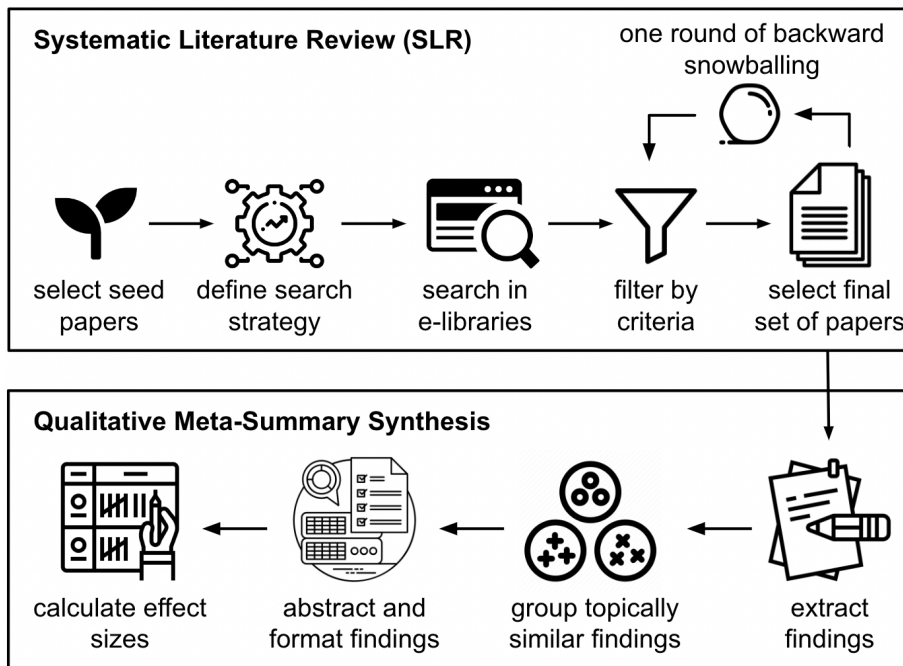 Systematic Literature Review (SLR)
one round of backward
snowballing
select seed
papers
define search
strategy
search in
e-libraries
filter by
criteria
select final
set of papers
Qualitative Meta-Summary Synthesis
calculate effect
sizes
abstract and
format findings
group topically
similar findings
extract
findings